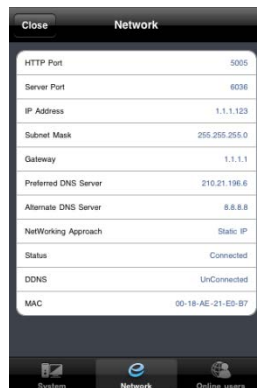 Close Network
HTTP Port 5005
Server Port 6036
IP Address 1.1.1.123
Subnet Mask 255.255.255.0
Gateway 1.1.1.1
Preferred DNS Server 210.21.196.6
Alternate DNS Server 8.8.8.8
NetWorking Approach Static IP
Status Connected
DDNS UnConnected
MAC 00-18-AE-21-E0-B7
System Network Online users